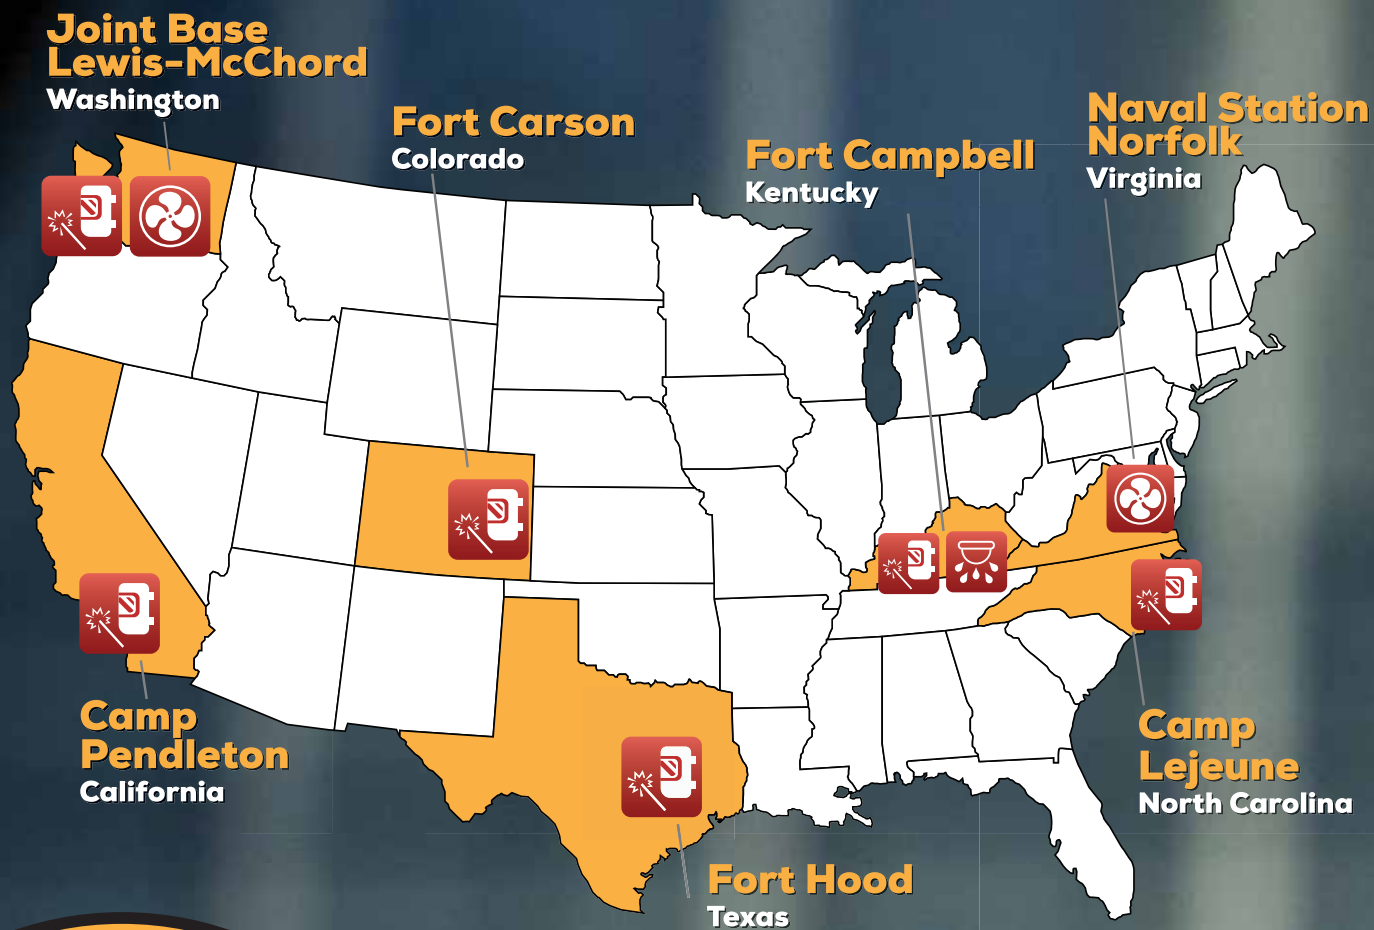 Joint Base
Lewis-McChord
Washington
Fort Carson
Colorado
Fort Campbell
Kentucky
Naval Station
Norfolk
Virginia
Camp
Pendleton
California
Camp
Lejeune
North Carolina
Fort Hood
Texas